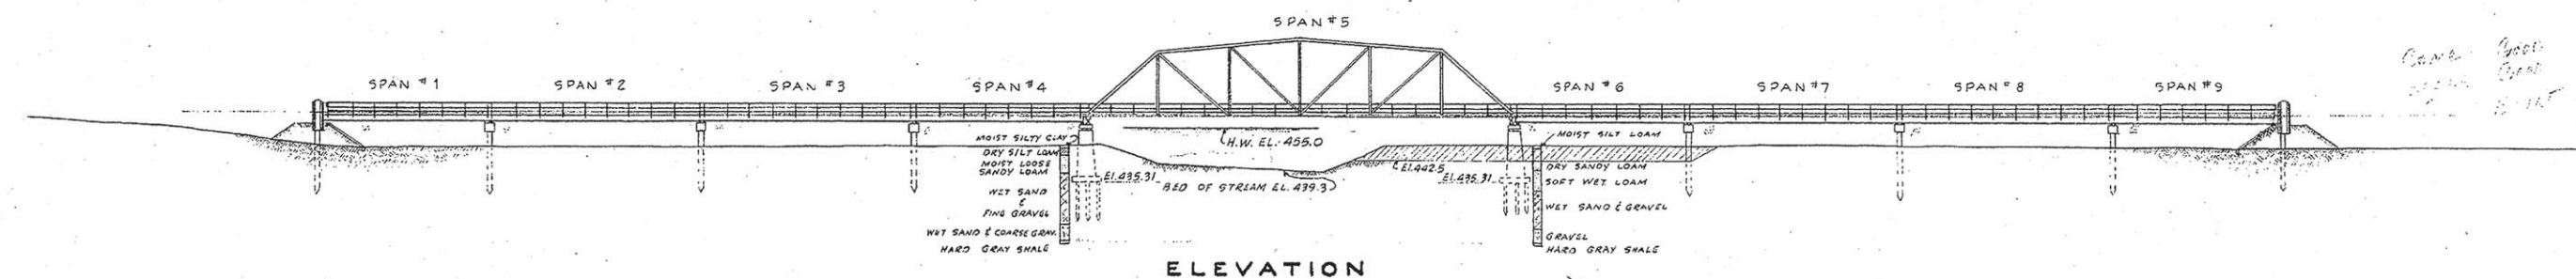 SPAN #5
SPAN #1
SPAN #2
SPAN #3
SPAN #4
SPAN #6
SPAN #7
SPAN #8
SPAN #9
MOIST SILTY CLAY
DRY SILT LOAM
MOIST LOOSE
SANDY LOAM
WET SAND
&
FINE GRAVEL
WET SAND & COARSE GRAV.
HARD GRAY SHALE
H.W. EL. 455.0
El. 435.31
BED OF STREAM EL. 439.3
El. 442.5
El. 435.31
MOIST SILT LOAM
DRY SANDY LOAM
SOFT WET LOAM
WET SAND & GRAVEL
GRAVEL
HARD GRAY SHALE
ELEVATION